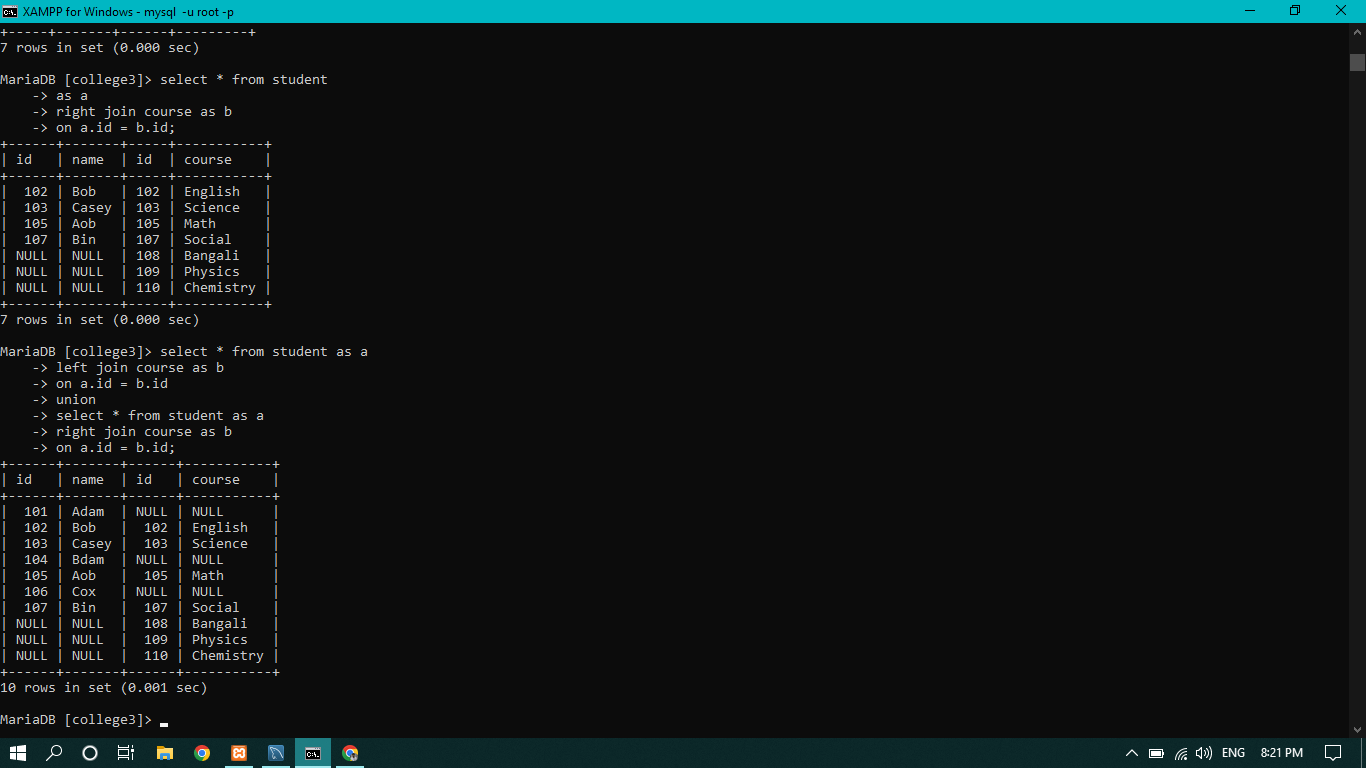 XAMPP for Windows - mysql -u root -p
+-----+-------+------+---------+
7 rows in set (0.000 sec)
MariaDB [college3]> select * from student
    -> as a
    -> right join course as b
    -> on a.id = b.id;
+------+-------+-----+-----------+
| id   | name  | id  | course    |
+------+-------+-----+-----------+
|  102 | Bob   | 102 | English   |
|  103 | Casey | 103 | Science   |
|  105 | Aob   | 105 | Math      |
|  107 | Bin   | 107 | Social    |
| NULL | NULL  | 108 | Bangali   |
| NULL | NULL  | 109 | Physics   |
| NULL | NULL  | 110 | Chemistry |
+------+-------+-----+-----------+
7 rows in set (0.000 sec)
MariaDB [college3]> select * from student as a
    -> left join course as b
    -> on a.id = b.id
    -> union
    -> select * from student as a
    -> right join course as b
    -> on a.id = b.id;
+------+-------+------+-----------+
| id   | name  | id   | course    |
+------+-------+------+-----------+
|  101 | Adam  | NULL | NULL      |
|  102 | Bob   |  102 | English   |
|  103 | Casey |  103 | Science   |
|  104 | Bdam  | NULL | NULL      |
|  105 | Aob   |  105 | Math      |
|  106 | Cox   | NULL | NULL      |
|  107 | Bin   |  107 | Social    |
| NULL | NULL  |  108 | Bangali   |
| NULL | NULL  |  109 | Physics   |
| NULL | NULL  |  110 | Chemistry |
+------+-------+------+-----------+
10 rows in set (0.001 sec)
MariaDB [college3]>
ENG 8:21 PM